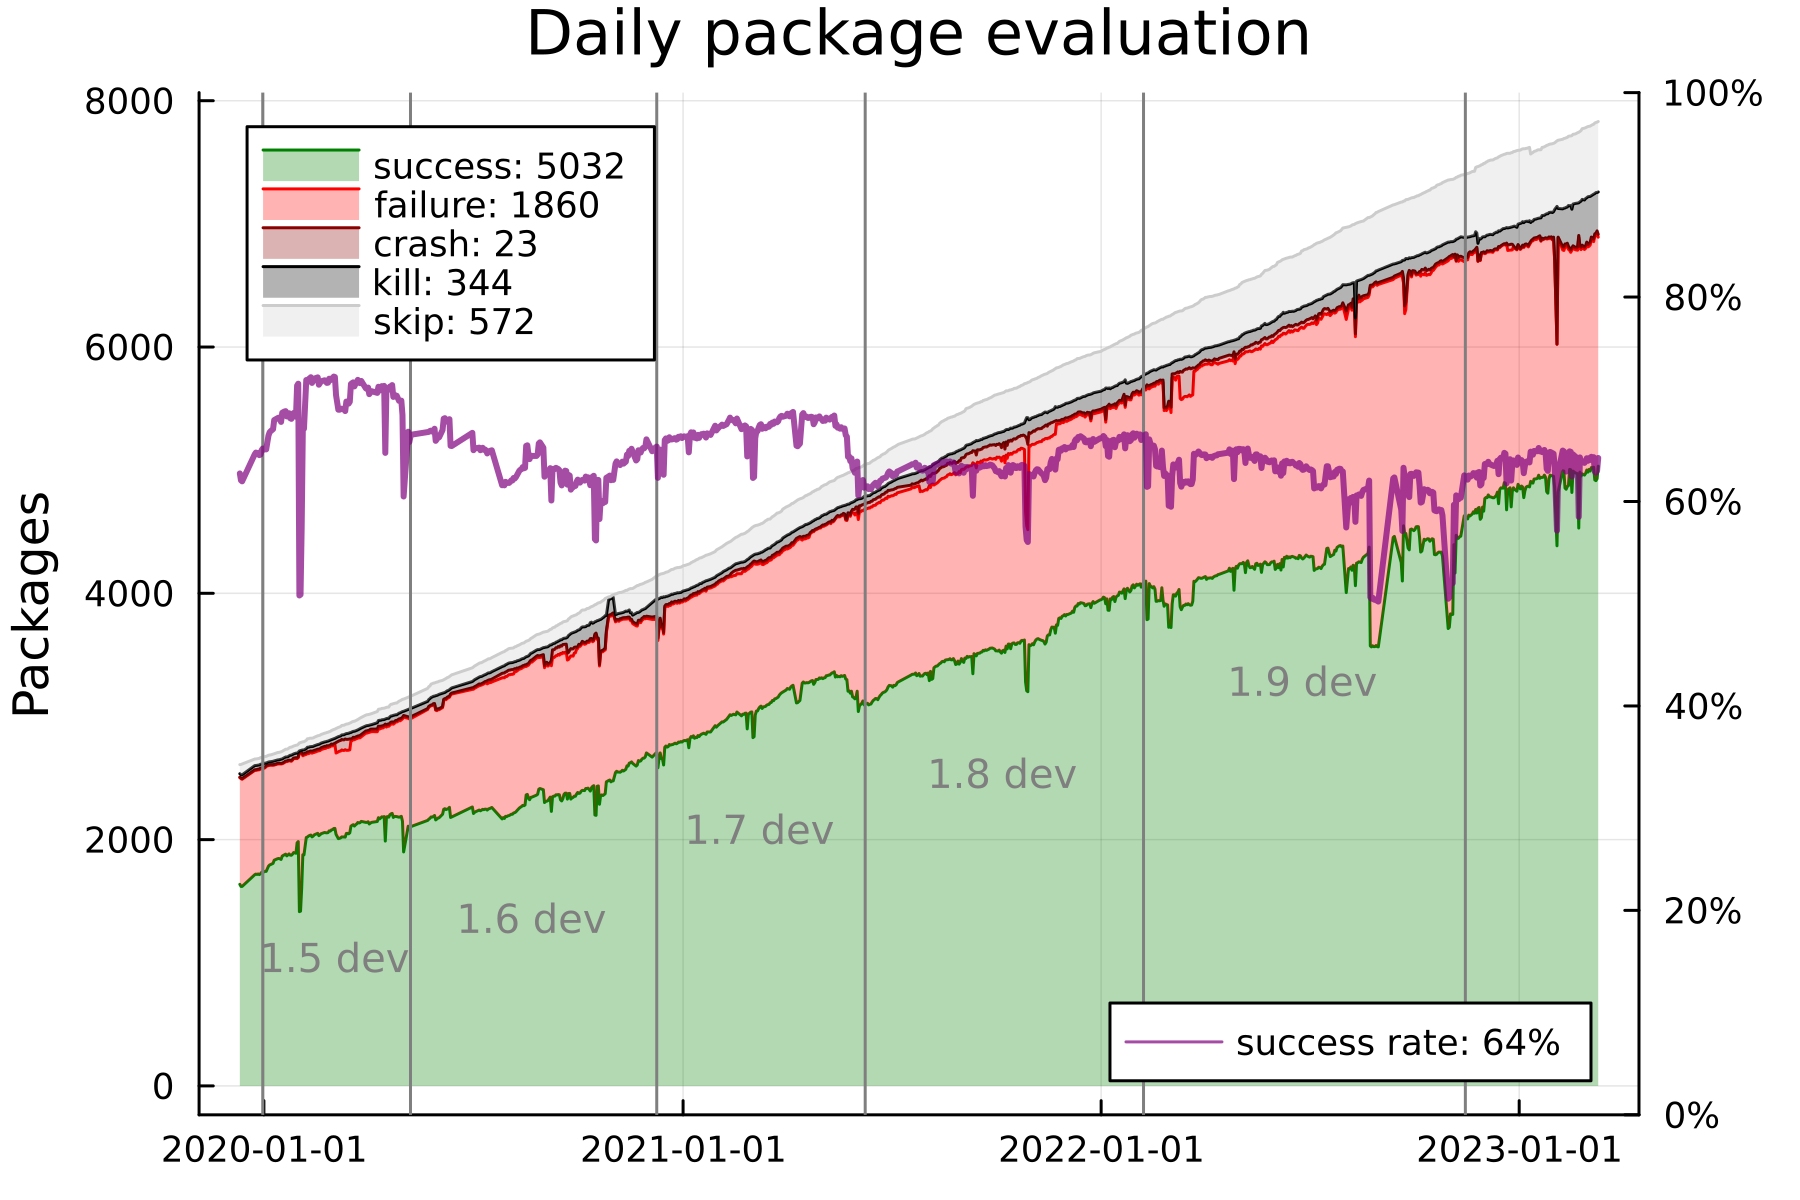 Daily package evaluation
Packages
8000
6000
4000
2000
0
100%
80%
60%
40%
20%
0%
success: 5032
failure: 1860
crash: 23
kill: 344
skip: 572
1.5 dev
1.6 dev
1.7 dev
1.8 dev
1.9 dev
success rate: 64%
2020-01-01
2021-01-01
2022-01-01
2023-01-01